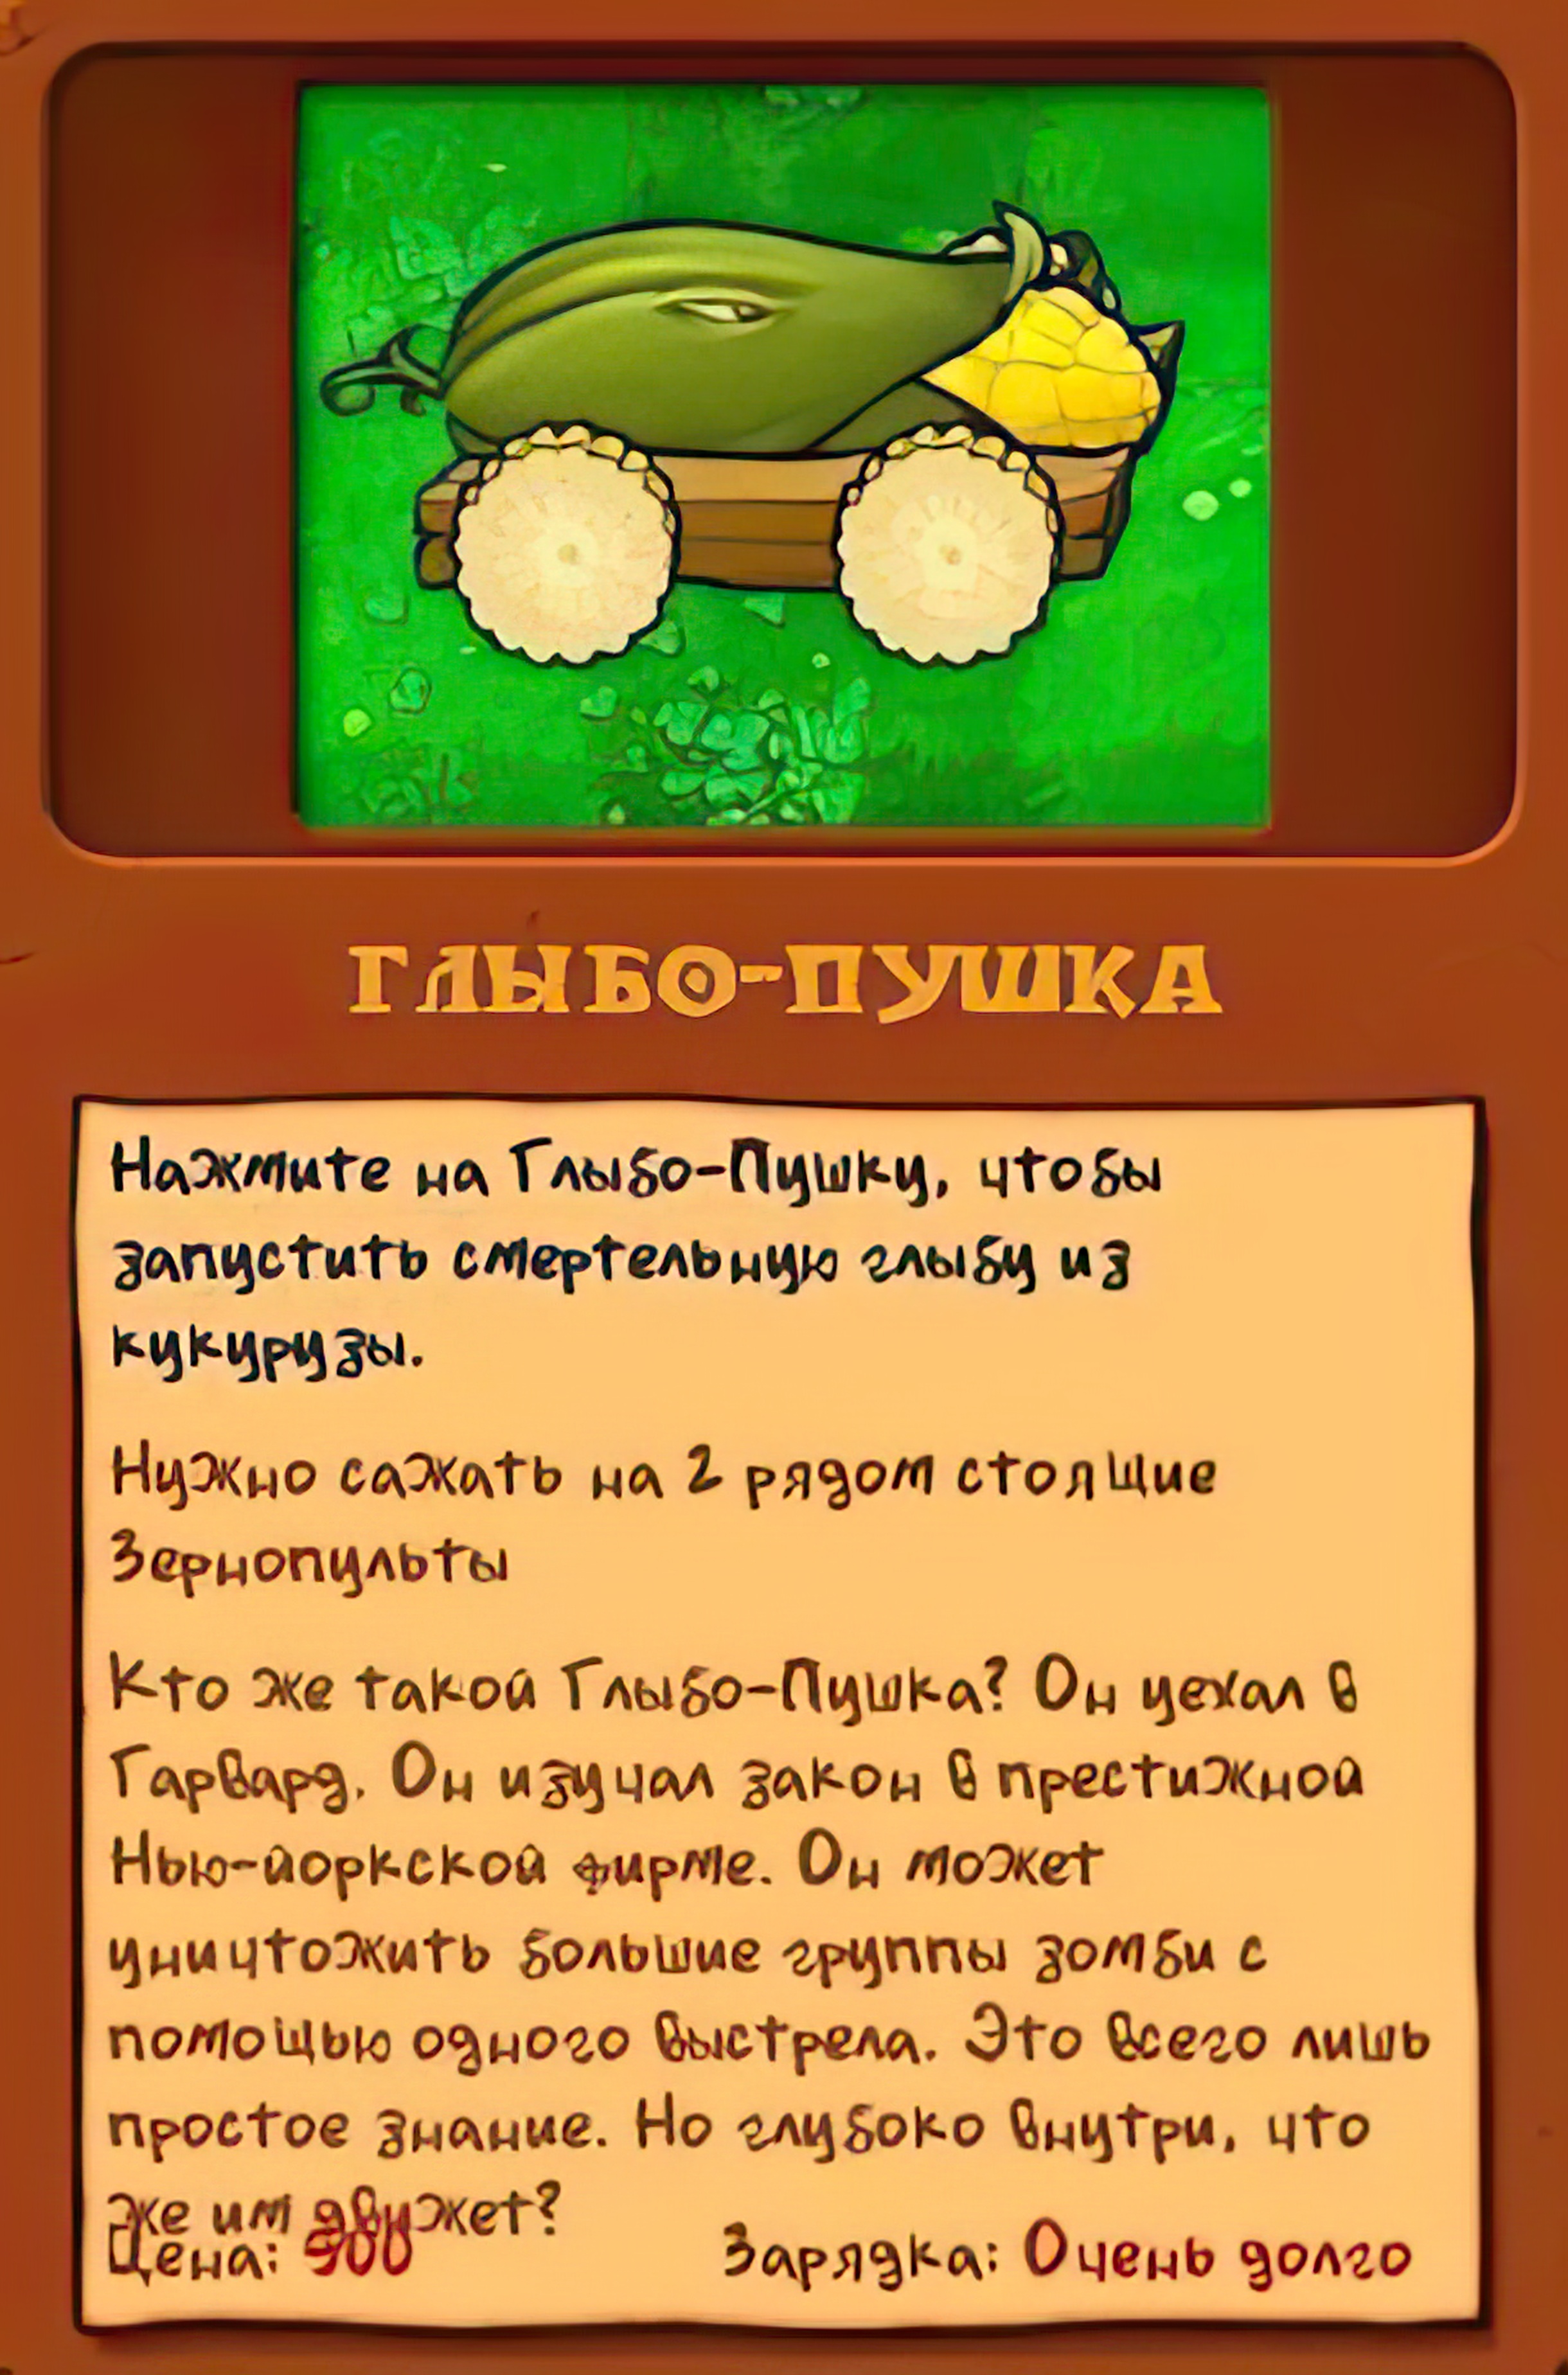 ГЛЫБО-ПУШКА
Нажмите на Глыбо-Пушку, чтобы
запустить смертельную глыбу из
кукурузы.
Нужно сажать на 2 рядом стоящие
Зернопульты
Кто же такой Глыбо-Пушка? Он уехал в
Гарвард. Он изучал закон в престижной
Нью-йоркской фирме. Он может
уничтожить большие группы зомби с
помощью одного выстрела. Это всего лишь
простое знание. Но глубоко внутри, что
же им движет?
Цена: 500 Зарядка: Очень долго